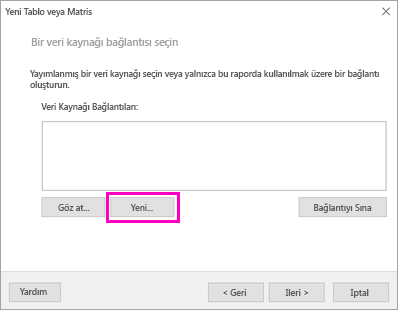 Yeni Tablo veya Matris
Bir veri kaynağı bağlantısı seçin
Yayımlanmış bir veri kaynağı seçin veya yalnızca bu raporda kullanılmak üzere bir bağlantı
oluşturun.
Veri Kaynağı Bağlantıları:
Göz at... Yeni... Bağlantıyı Sına
Yardım < Geri İleri > İptal